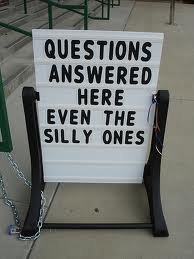 QUESTIONS
ANSWERED
HERE
EVEN THE
SILLY ONES